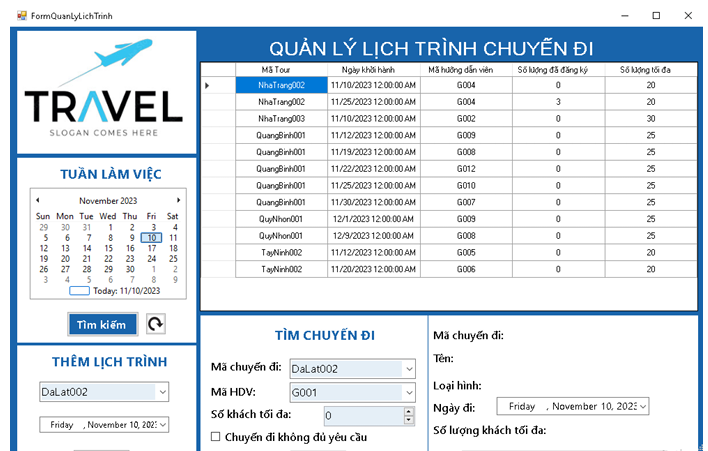 FormQuanLyLichTrinh
TRAVEL
SLOGAN COMES HERE
QUẢN LÝ LỊCH TRÌNH CHUYẾN ĐI
Mã Tour Ngày khởi hành Mã hướng dẫn viên Số lượng đã đăng ký Số lượng tối đa
NhaTrang002 11/10/2023 12:00:00 AM G004 0 20
NhaTrang002 11/25/2023 12:00:00 AM G004 3 20
NhaTrang003 11/10/2023 12:00:00 AM G002 0 30
QuangBinh001 11/12/2023 12:00:00 AM G009 0 25
QuangBinh001 11/19/2023 12:00:00 AM G008 0 25
QuangBinh001 11/22/2023 12:00:00 AM G012 0 25
QuangBinh001 11/25/2023 12:00:00 AM G010 0 25
QuangBinh001 11/30/2023 12:00:00 AM G007 0 25
QuyNhon001 12/1/2023 12:00:00 AM G009 0 25
QuyNhon001 12/9/2023 12:00:00 AM G008 0 25
TayNinh002 11/12/2023 12:00:00 AM G005 0 20
TayNinh002 11/20/2023 12:00:00 AM G006 0 20
TUẦN LÀM VIỆC
November 2023
Sun Mon Tue Wed Thu Fri Sat
29 30 31 1 2 3 4
5 6 7 8 9 10 11
12 13 14 15 16 17 18
19 20 21 22 23 24 25
26 27 28 29 30 1 2
3 4 5 6 7 8 9
Today: 11/10/2023
Tìm kiếm
THÊM LỊCH TRÌNH
DaLat002
Friday , November 10, 202
TÌM CHUYẾN ĐI
Mã chuyến đi: DaLat002
Mã HDV: G001
Số khách tối đa: 0
Chuyến đi không đủ yêu cầu
Mã chuyến đi:
Tên:
Loại hình:
Ngày đi: Friday , November 10, 202
Số lượng khách tối đa: